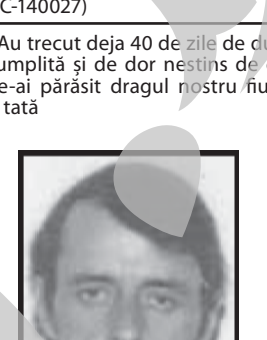 C-140027)
Au trecut deja 40 de zile de du
umplită și de dor nestins de
e-ai părăsit dragul nostru fiu
tată